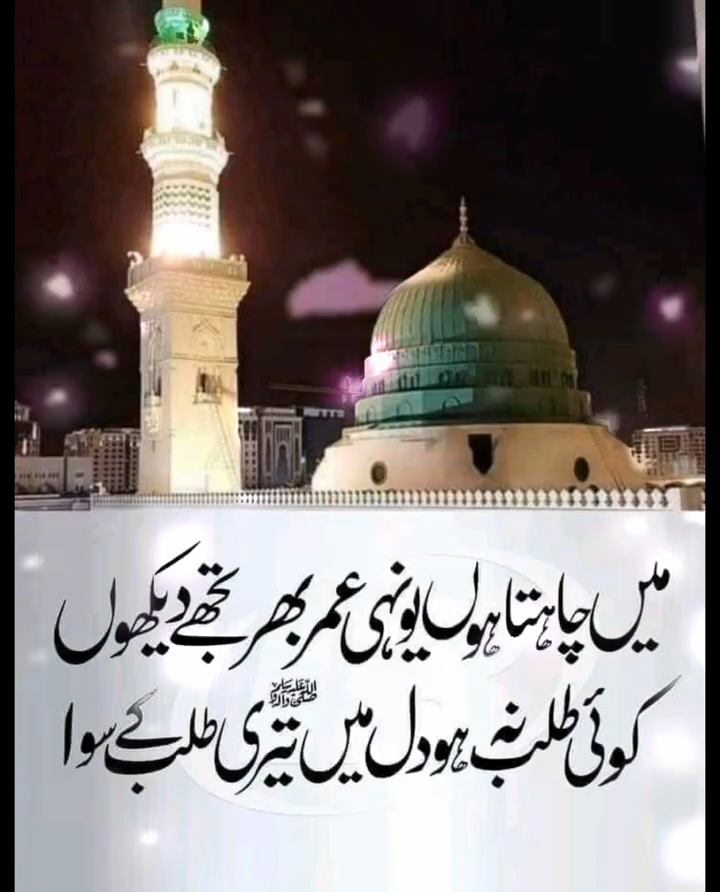 میں چاہتا ہوں یونہی عمر بھر تجھے دیکھوں
کوئی طلب نہ ہو دل میں تیری ﷺ طلب کے سوا